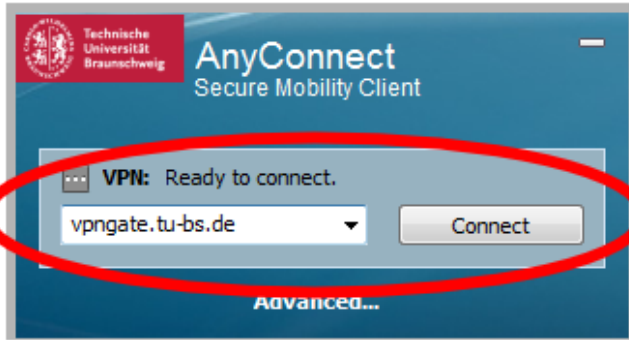 Technische
Universität
Braunschweig
AnyConnect
Secure Mobility Client
VPN: Ready to connect.
vpngate.tu-bs.de
Connect
Advanced...